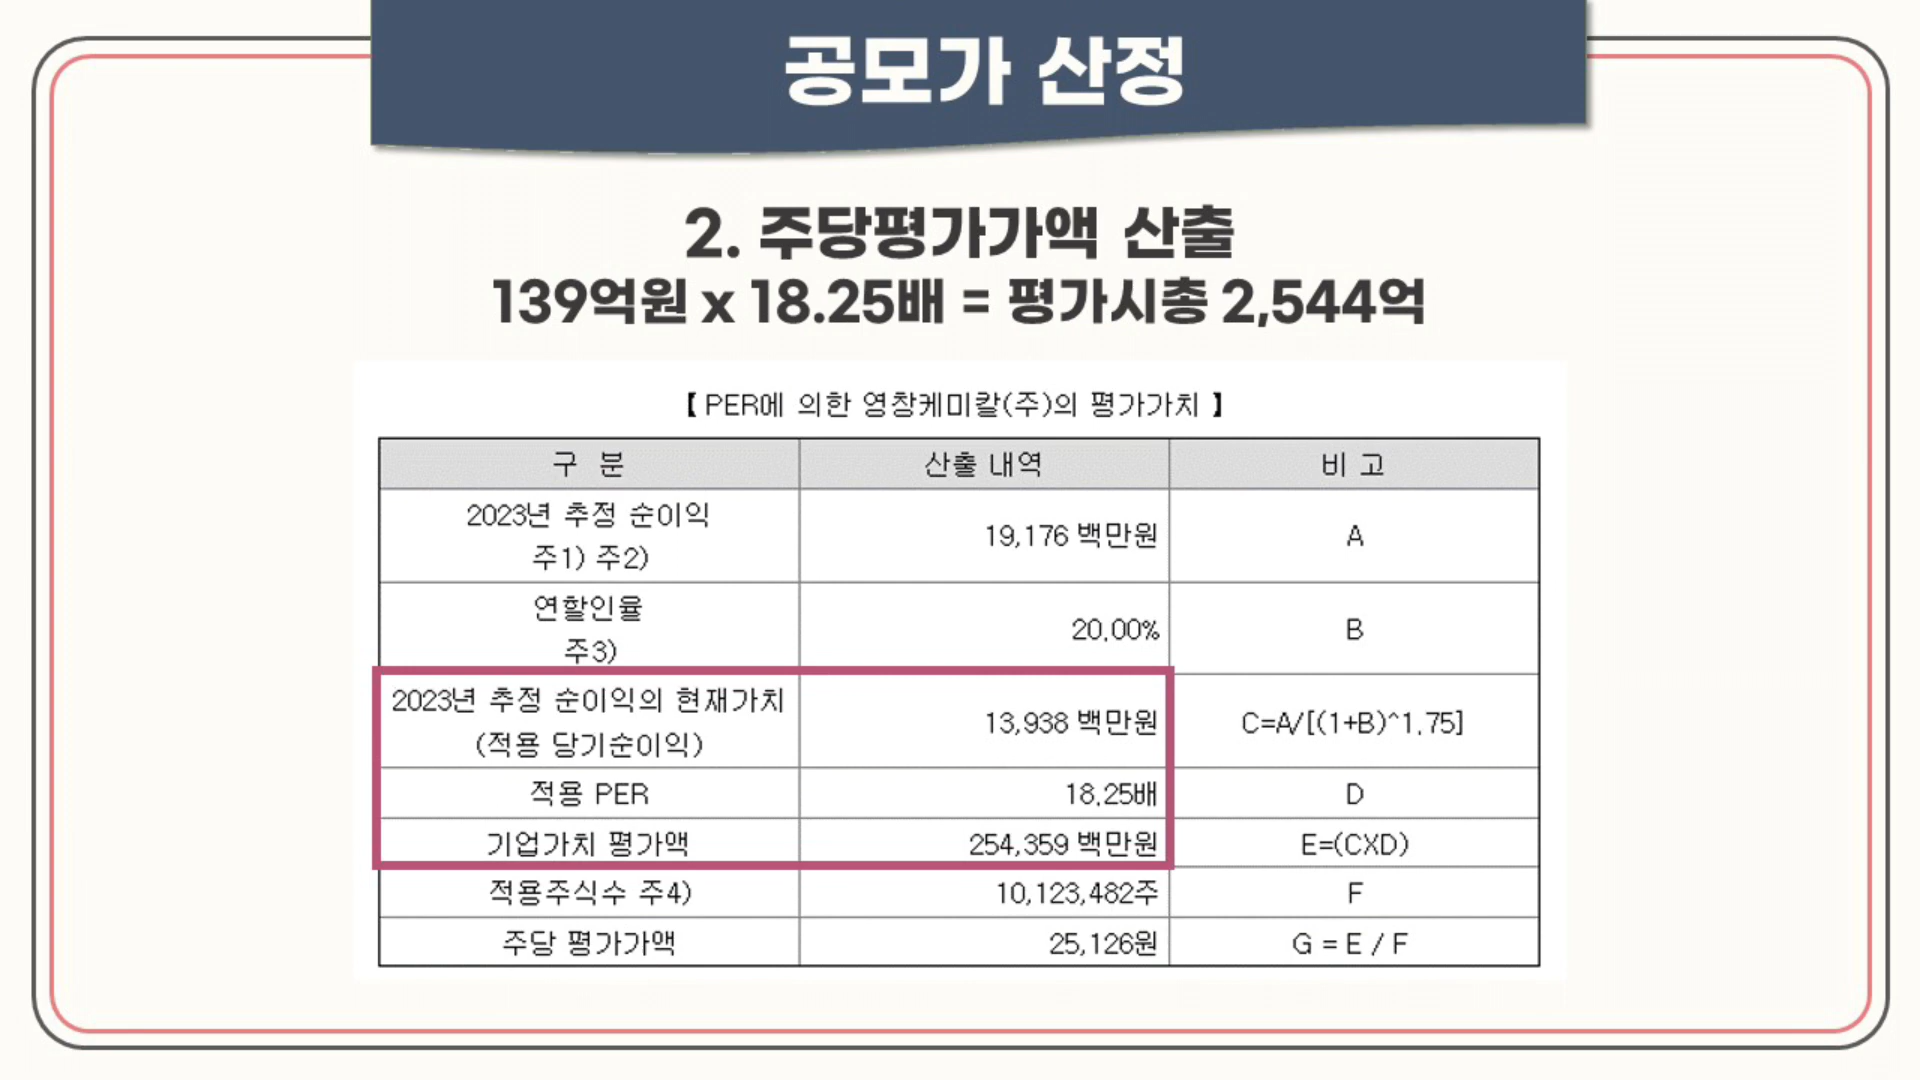 공모가 산정
2. 주당평가가액 산출
139억원 x 18.25배 = 평가시총 2,544억
【 PER에 의한 영창케미칼(주)의 평가가치 】
구 분 산출 내역 비 고
2023년 추정 순이익
주1) 주2)
19,176 백만원 A
연할인율
주3)
20.00% B
2023년 추정 순이익의 현재가치
(적용 당기순이익)
13,938 백만원 C=A/[(1+B)^1.75]
적용 PER 18.25배 D
기업가치 평가액 254,359 백만원 E=(CXD)
적용주식수 주4) 10,123,482주 F
주당 평가가액 25,126원 G = E / F